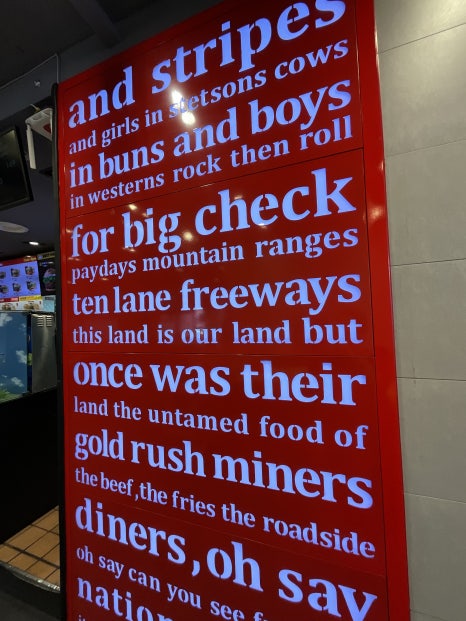 and stripes
and girls in stetsons cows
in buns and boys
in westerns rock then roll
for big check
paydays mountain ranges
ten lane freeways
this land is our land but
once was their
land the untamed food of
gold rush miners
the beef,the fries the roadside
diners,oh say
oh say can you see